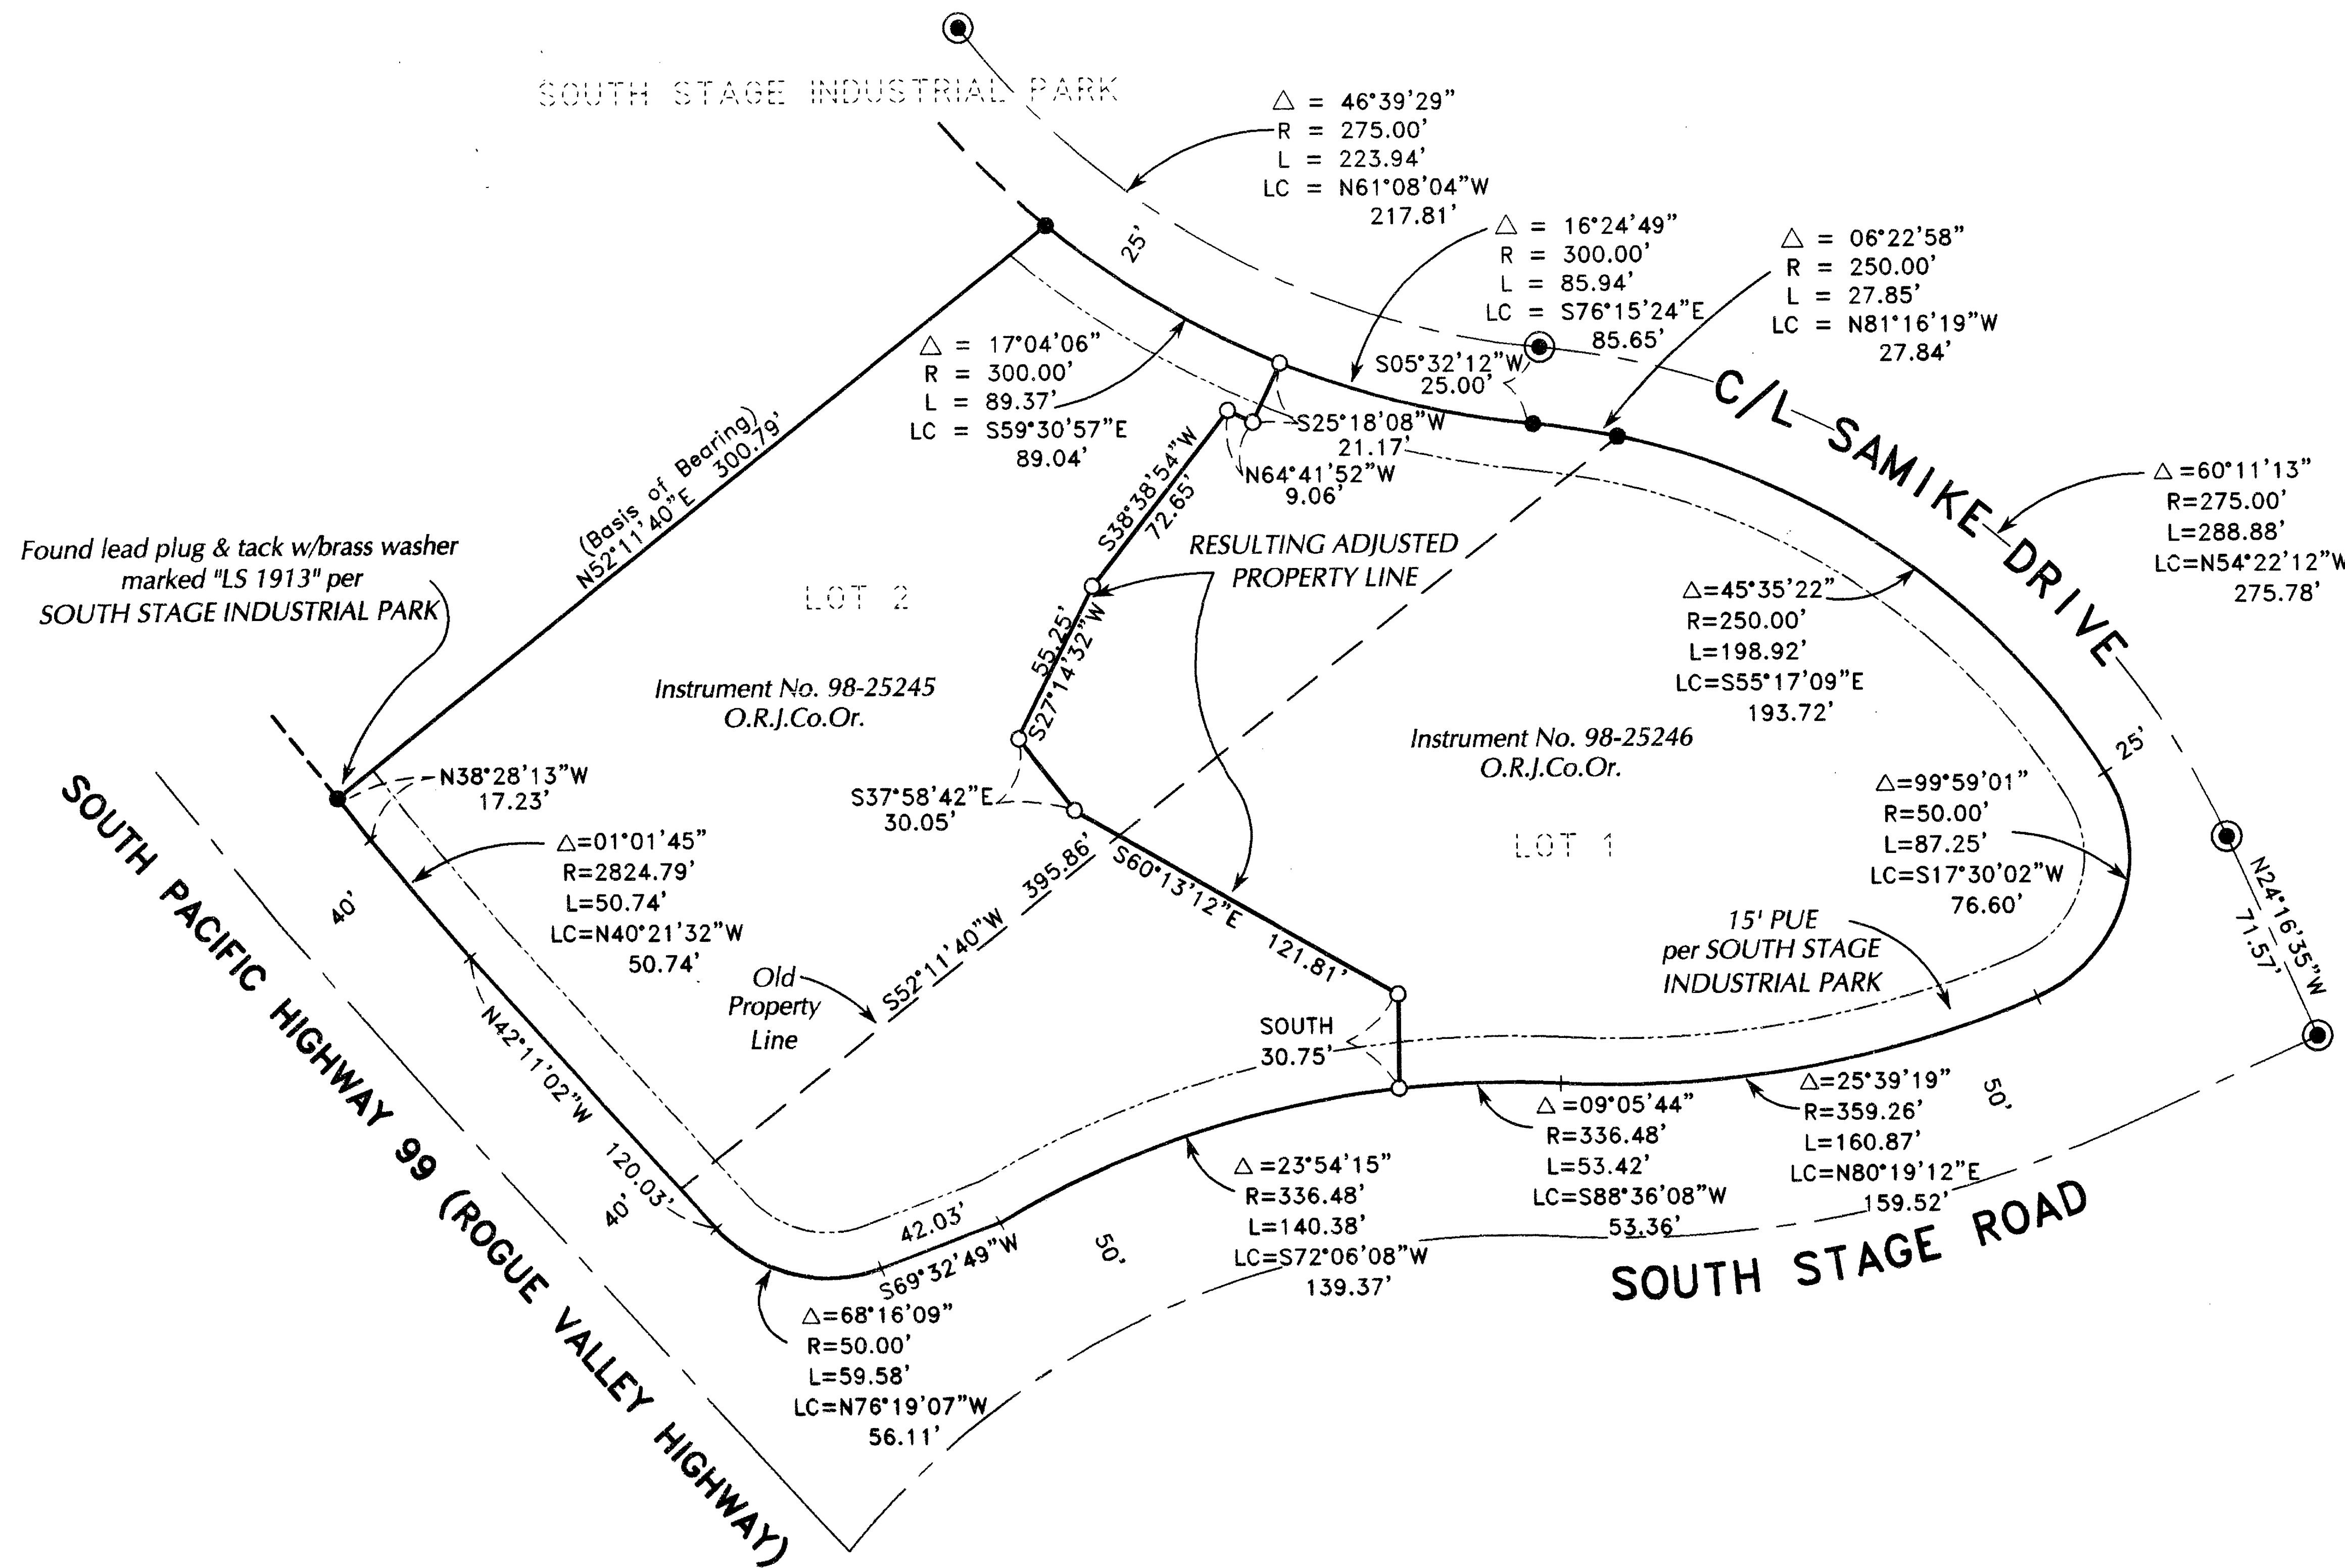 SOUTH STAGE INDUSTRIAL PARK
△ = 46°39'29"
R = 275.00'
L = 223.94'
LC = N61°08'04"W
217.81'
25'
△ = 16°24'49"
R = 300.00'
L = 85.94'
LC = S76°15'24"E
85.65'
△ = 06°22'58"
R = 250.00'
L = 27.85'
LC = N81°16'19"W
27.84'
△ = 17°04'06"
R = 300.00'
L = 89.37'
LC = S59°30'57"E
89.04'
S05°32'12"W
25.00'
C/L SAMIKE DRIVE
S25°18'08"W
21.17'
N64°41'52"W
9.06'
(Basis of Bearing)
N52°11'40"E 300.79'
S38°38'54"W
72.65'
△=60°11'13"
R=275.00'
L=288.88'
LC=N54°22'12"W
275.78'
Found lead plug & tack w/brass washer
marked "LS 1913" per
SOUTH STAGE INDUSTRIAL PARK
RESULTING ADJUSTED
PROPERTY LINE
LOT 2
△=45°35'22"
R=250.00'
L=198.92'
LC=S55°17'09"E
193.72'
55.25'
S27°14'32"W
Instrument No. 98-25245
O.R.J.Co.Or.
Instrument No. 98-25246
O.R.J.Co.Or.
25'
N38°28'13"W
17.23'
S37°58'42"E
30.05'
△=99°59'01"
R=50.00'
L=87.25'
LC=S17°30'02"W
76.60'
LOT 1
△=01°01'45"
R=2824.79'
L=50.74'
LC=N40°21'32"W
50.74'
40'
S60°13'12"E 121.81'
N24°16'35"W
71.57'
15' PUE
per SOUTH STAGE
INDUSTRIAL PARK
S52°11'40"W 395.86'
Old
Property
Line
SOUTH
30.75'
N42°11'02"W 120.03'
40'
SOUTH PACIFIC HIGHWAY 99 (ROGUE VALLEY HIGHWAY)
△=25°39'19"
R=359.26'
L=160.87'
LC=N80°19'12"E
159.52'
50'
△=09°05'44"
R=336.48'
L=53.42'
LC=S88°36'08"W
53.36'
△=23°54'15"
R=336.48'
L=140.38'
LC=S72°06'08"W
139.37'
42.03'
S69°32'49"W
50'
SOUTH STAGE ROAD
△=68°16'09"
R=50.00'
L=59.58'
LC=N76°19'07"W
56.11'